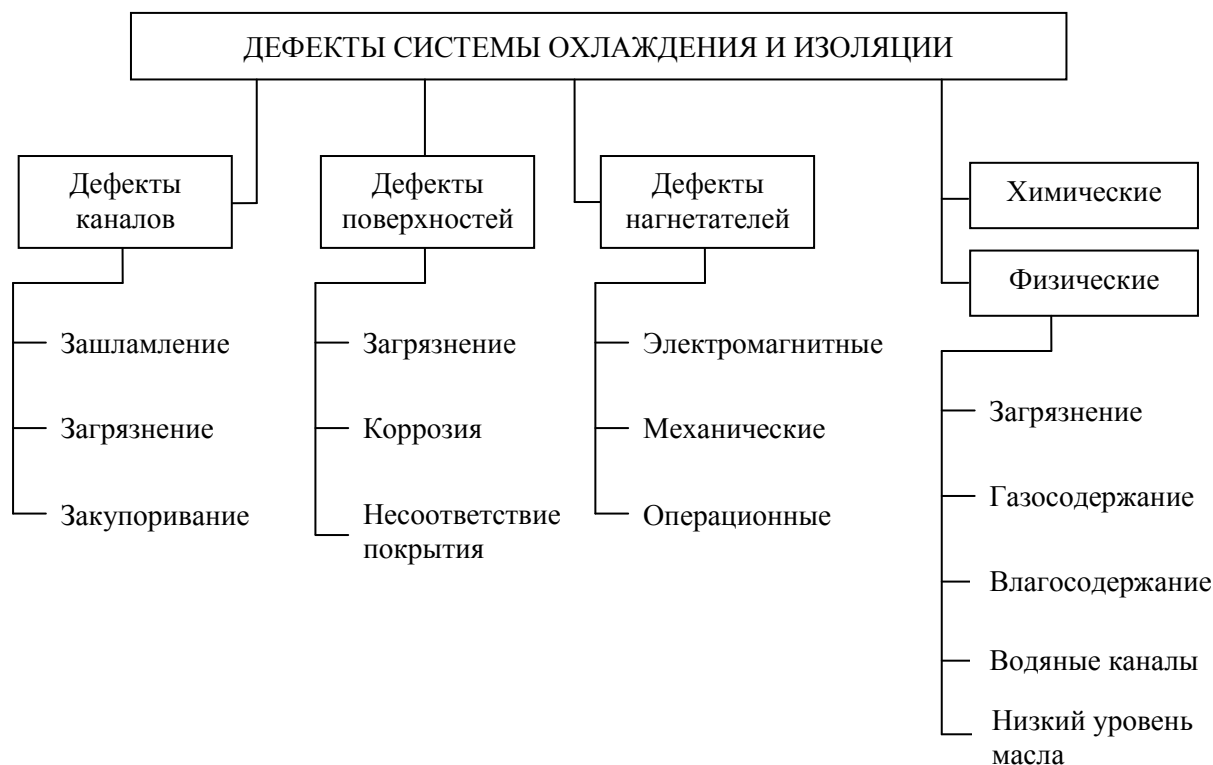 ДЕФЕКТЫ СИСТЕМЫ ОХЛАЖДЕНИЯ И ИЗОЛЯЦИИ
Дефекты
каналов
Зашламление
Загрязнение
Закупоривание
Дефекты
поверхностей
Загрязнение
Коррозия
Несоответствие
покрытия
Дефекты
нагнетателей
Электромагнитные
Механические
Операционные
Химические
Физические
Загрязнение
Газосодержание
Влагосодержание
Водяные каналы
Низкий уровень
масла